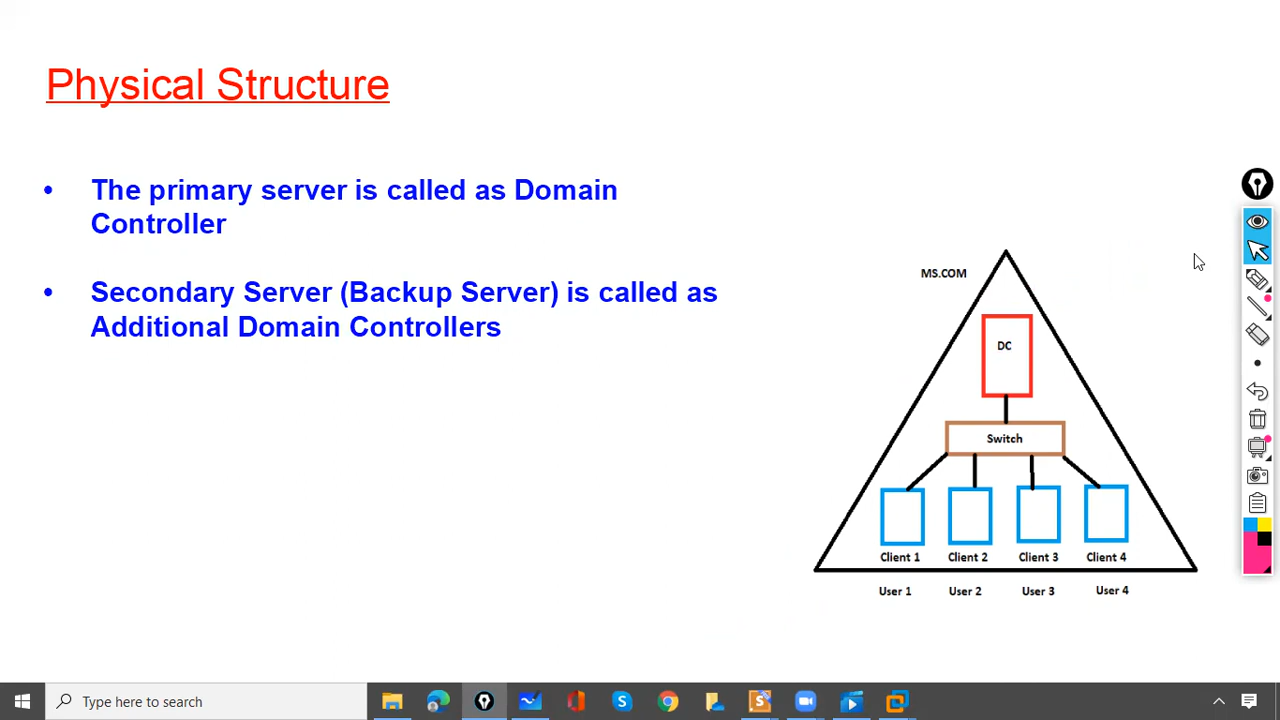 Physical Structure
• The primary server is called as Domain
Controller
• Secondary Server (Backup Server) is called as
Additional Domain Controllers
MS.COM
DC
Switch
Client 1 Client 2 Client 3 Client 4
User 1 User 2 User 3 User 4
Type here to search